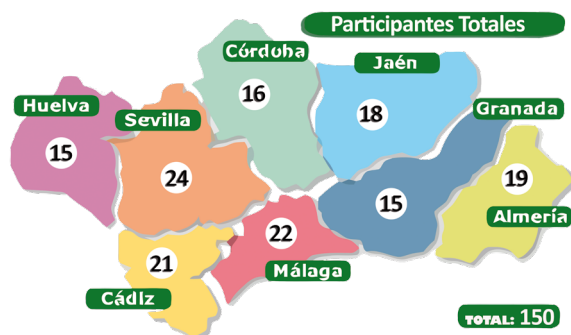 Participantes Totales
Córdoba
16
Jaén
18
Huelva
15
Sevilla
24
Granada
15
19
Almería
22
Málaga
21
Cádiz
TOTAL: 150